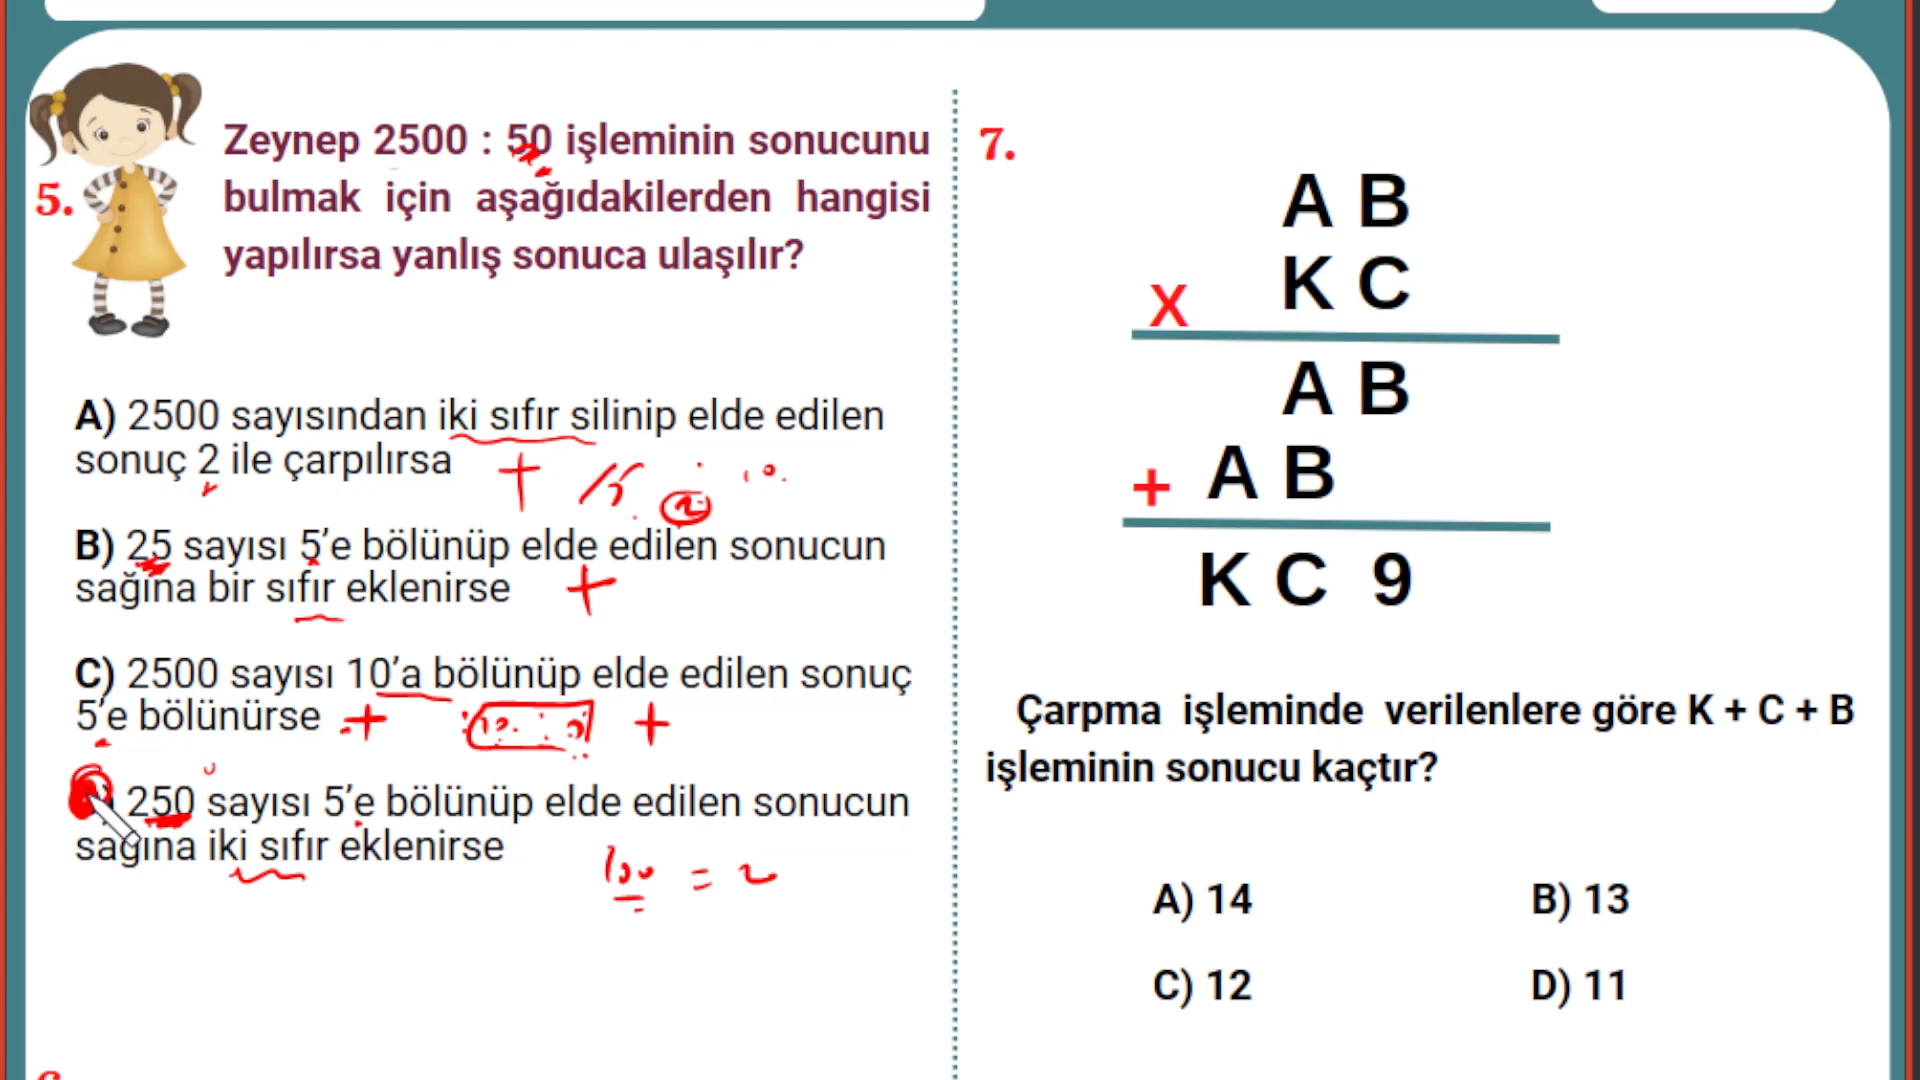 5.
Zeynep 2500 : 50 işleminin sonucunu
bulmak için aşağıdakilerden hangisi
yapılırsa yanlış sonuca ulaşılır?
A) 2500 sayısından iki sıfır silinip elde edilen
sonuç 2 ile çarpılırsa
B) 25 sayısı 5’e bölünüp elde edilen sonucun
sağına bir sıfır eklenirse
C) 2500 sayısı 10’a bölünüp elde edilen sonuç
5’e bölünürse
250 sayısı 5’e bölünüp elde edilen sonucun
sağına iki sıfır eklenirse
100 = 2
7.
A B
K C
X
A B
+ A B
K C 9
Çarpma işleminde verilenlere göre K + C + B
işleminin sonucu kaçtır?
A) 14
B) 13
C) 12
D) 11